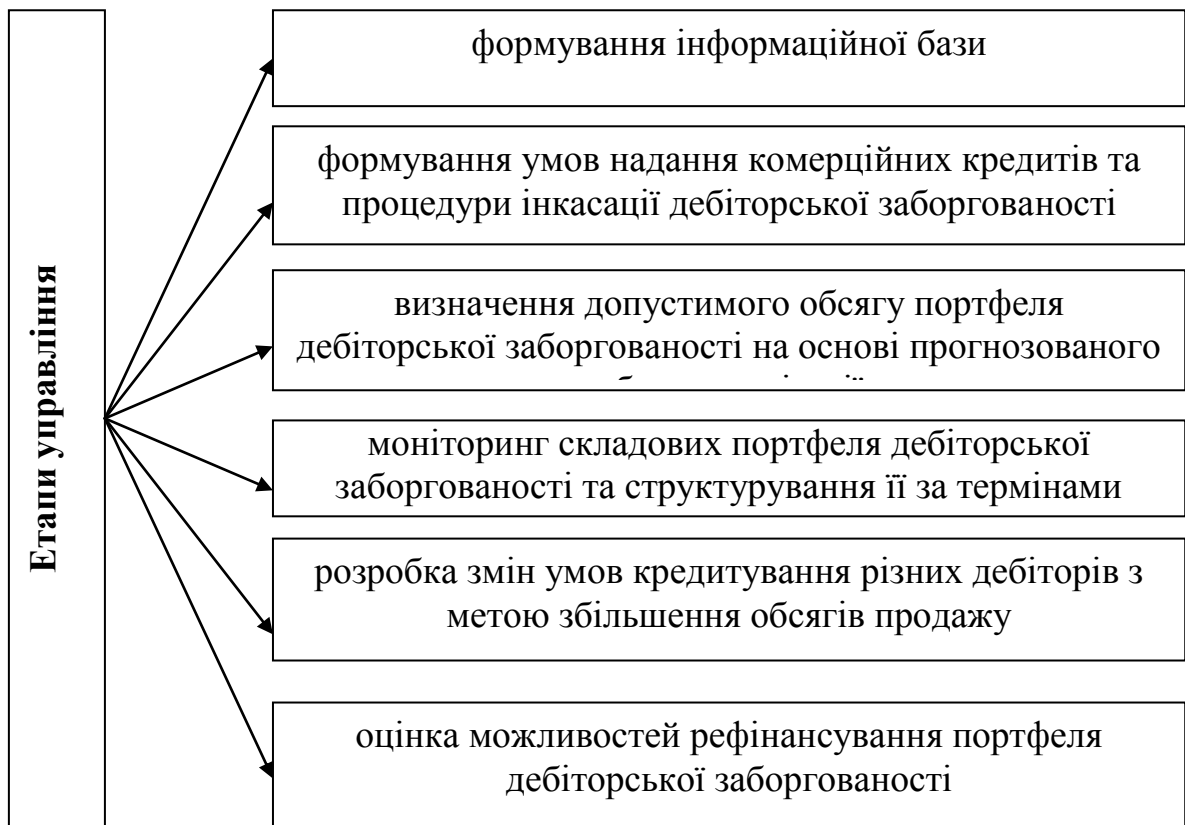 Етапи управління
формування інформаційної бази
формування умов надання комерційних кредитів та
процедури інкасації дебіторської заборгованості
визначення допустимого обсягу портфеля
дебіторської заборгованості на основі прогнозованого
моніторинг складових портфеля дебіторської
заборгованості та структурування її за термінами
розробка змін умов кредитування різних дебіторів з
метою збільшення обсягів продажу
оцінка можливостей рефінансування портфеля
дебіторської заборгованості